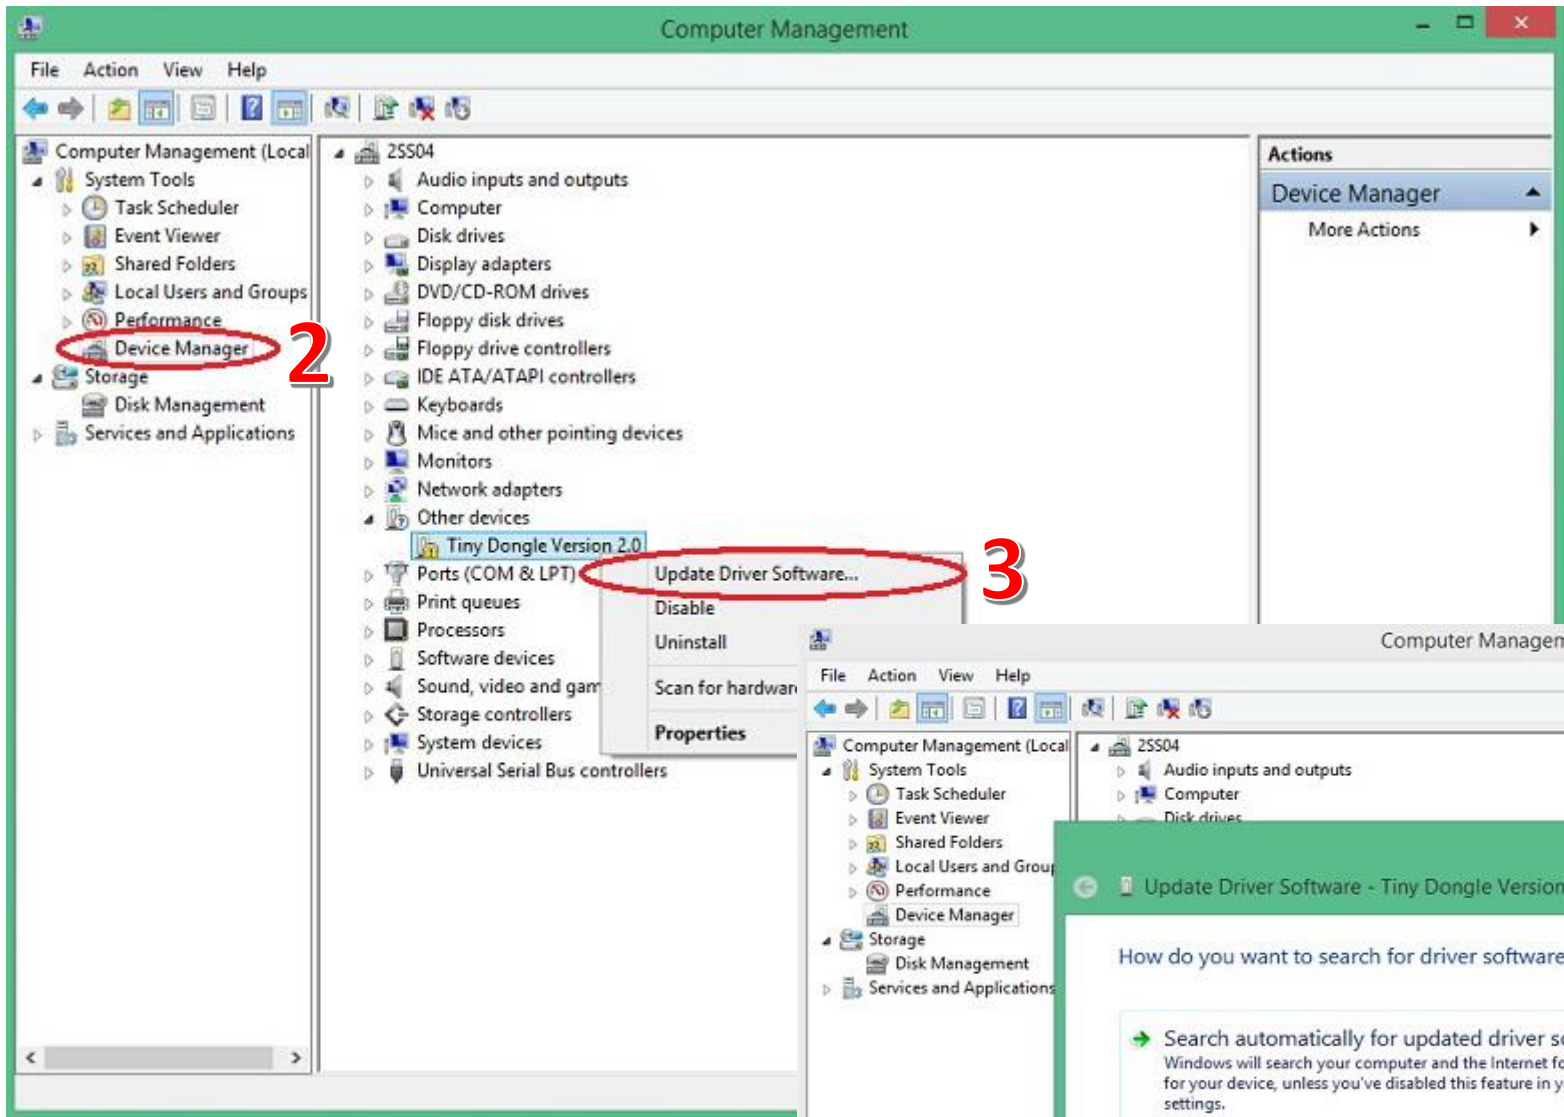 Computer Management
File Action View Help
Computer Management (Local
System Tools
Task Scheduler
Event Viewer
Shared Folders
Local Users and Groups
Performance
Device Manager
2
Storage
Disk Management
Services and Applications
2SS04
Audio inputs and outputs
Computer
Disk drives
Display adapters
DVD/CD-ROM drives
Floppy disk drives
Floppy drive controllers
IDE ATA/ATAPI controllers
Keyboards
Mice and other pointing devices
Monitors
Network adapters
Other devices
Tiny Dongle Version 2.0
Ports (COM & LPT)
Print queues
Processors
Software devices
Sound, video and gam
Storage controllers
System devices
Universal Serial Bus controllers
Update Driver Software...
3
Disable
Uninstall
Scan for hardware
Properties
Actions
Device Manager
More Actions
Computer Managem
File Action View Help
Computer Management (Local
System Tools
Task Scheduler
Event Viewer
Shared Folders
Local Users and Group
Performance
Device Manager
Storage
Disk Management
Services and Applications
2SS04
Audio inputs and outputs
Computer
Disk drives
Update Driver Software - Tiny Dongle Version
How do you want to search for driver software
Search automatically for updated driver so
Windows will search your computer and the Internet fo
for your device, unless you've disabled this feature in y
settings.